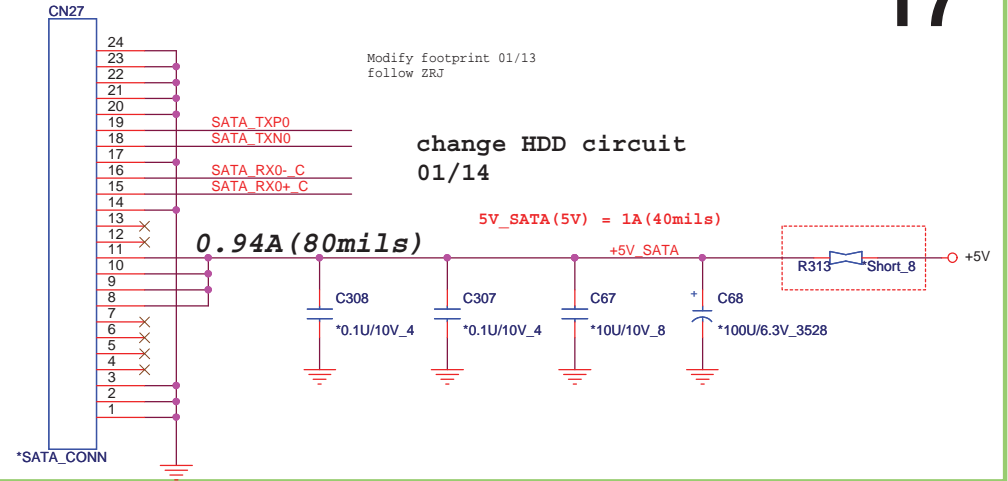 CN27
17
24
23
22
21
20
19
18
17
16
15
14
13
12
11
10
9
8
7
6
5
4
3
2
1
Modify footprint 01/13
follow ZRJ
SATA_TXP0
SATA_TXN0
SATA_RX0-_C
SATA_RX0+_C
change HDD circuit
01/14
5V_SATA(5V) = 1A(40mils)
0.94A(80mils)
+5V_SATA
+5V
R313
*Short_8
C308
*0.1U/10V_4
C307
*0.1U/10V_4
C67
*10U/10V_8
+
C68
*100U/6.3V_3528
*SATA_CONN